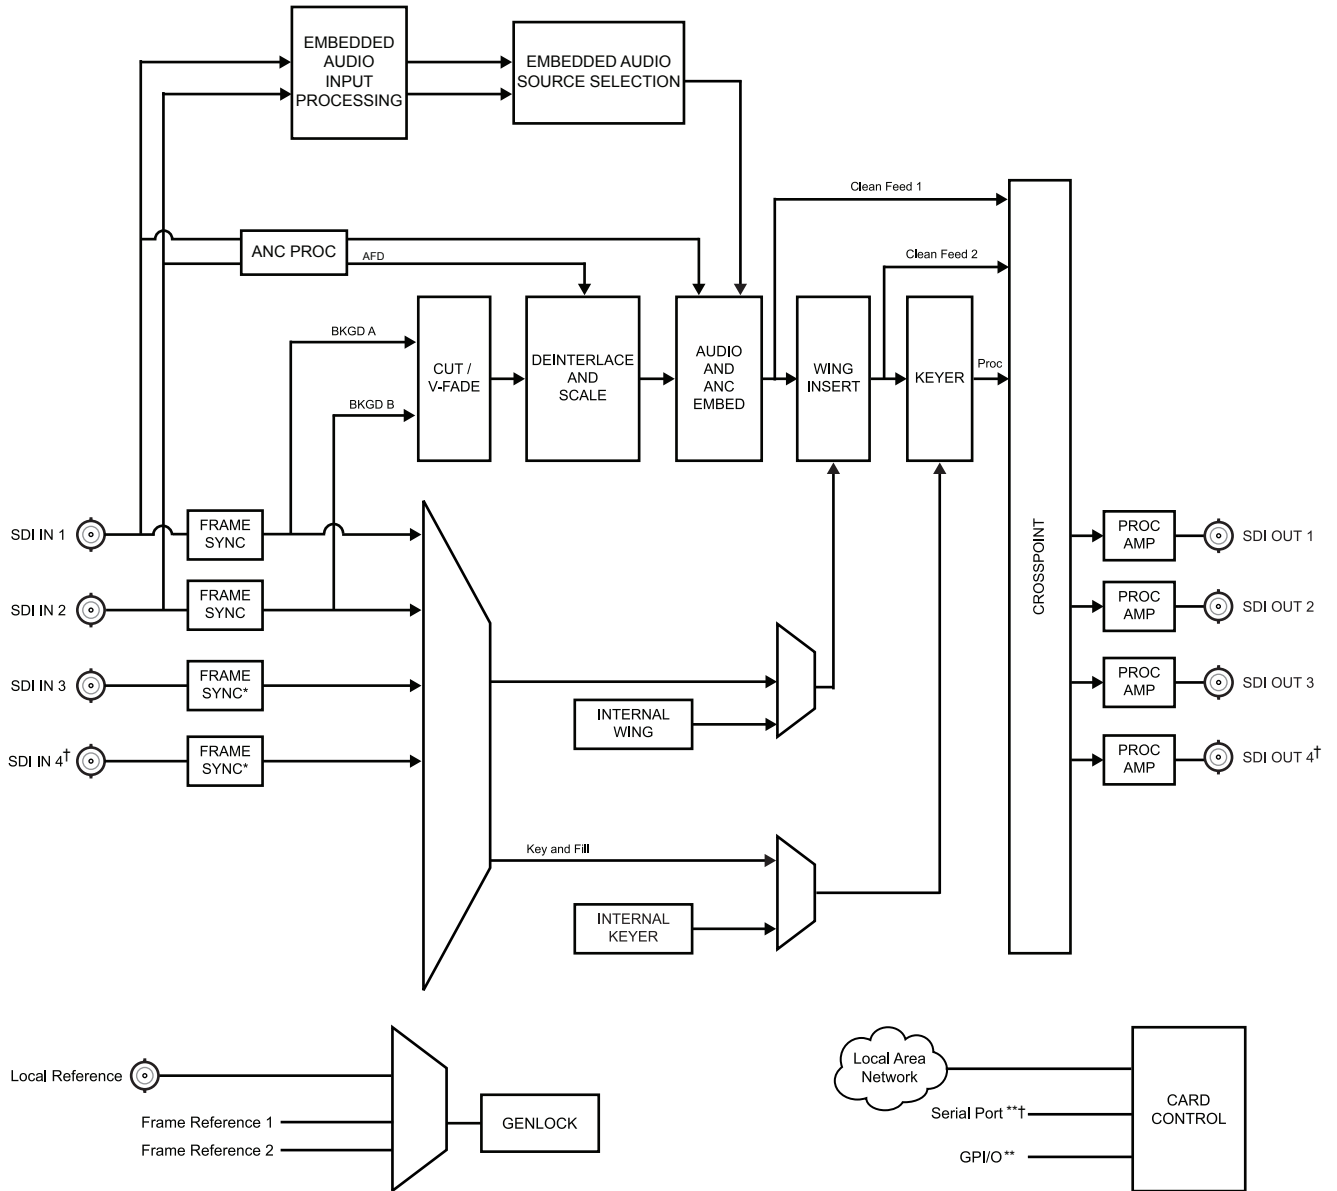 EMBEDDED
AUDIO
INPUT
PROCESSING
EMBEDDED AUDIO
SOURCE SELECTION
Clean Feed 1
ANC PROC
AFD
Clean Feed 2
BKGD A
CUT /
V-FADE
DEINTERLACE
AND
SCALE
AUDIO
AND
ANC
EMBED
WING
INSERT
KEYER
Proc
BKGD B
CROSSPOINT
SDI IN 1
FRAME
SYNC
PROC
AMP
SDI OUT 1
SDI IN 2
FRAME
SYNC
PROC
AMP
SDI OUT 2
SDI IN 3
FRAME
SYNC*
PROC
AMP
SDI OUT 3
INTERNAL
WING
SDI IN 4†
FRAME
SYNC*
PROC
AMP
SDI OUT 4†
Key and Fill
INTERNAL
KEYER
Local Reference
Frame Reference 1
Frame Reference 2
GENLOCK
Local Area
Network
Serial Port **†
GPI/O**
CARD
CONTROL